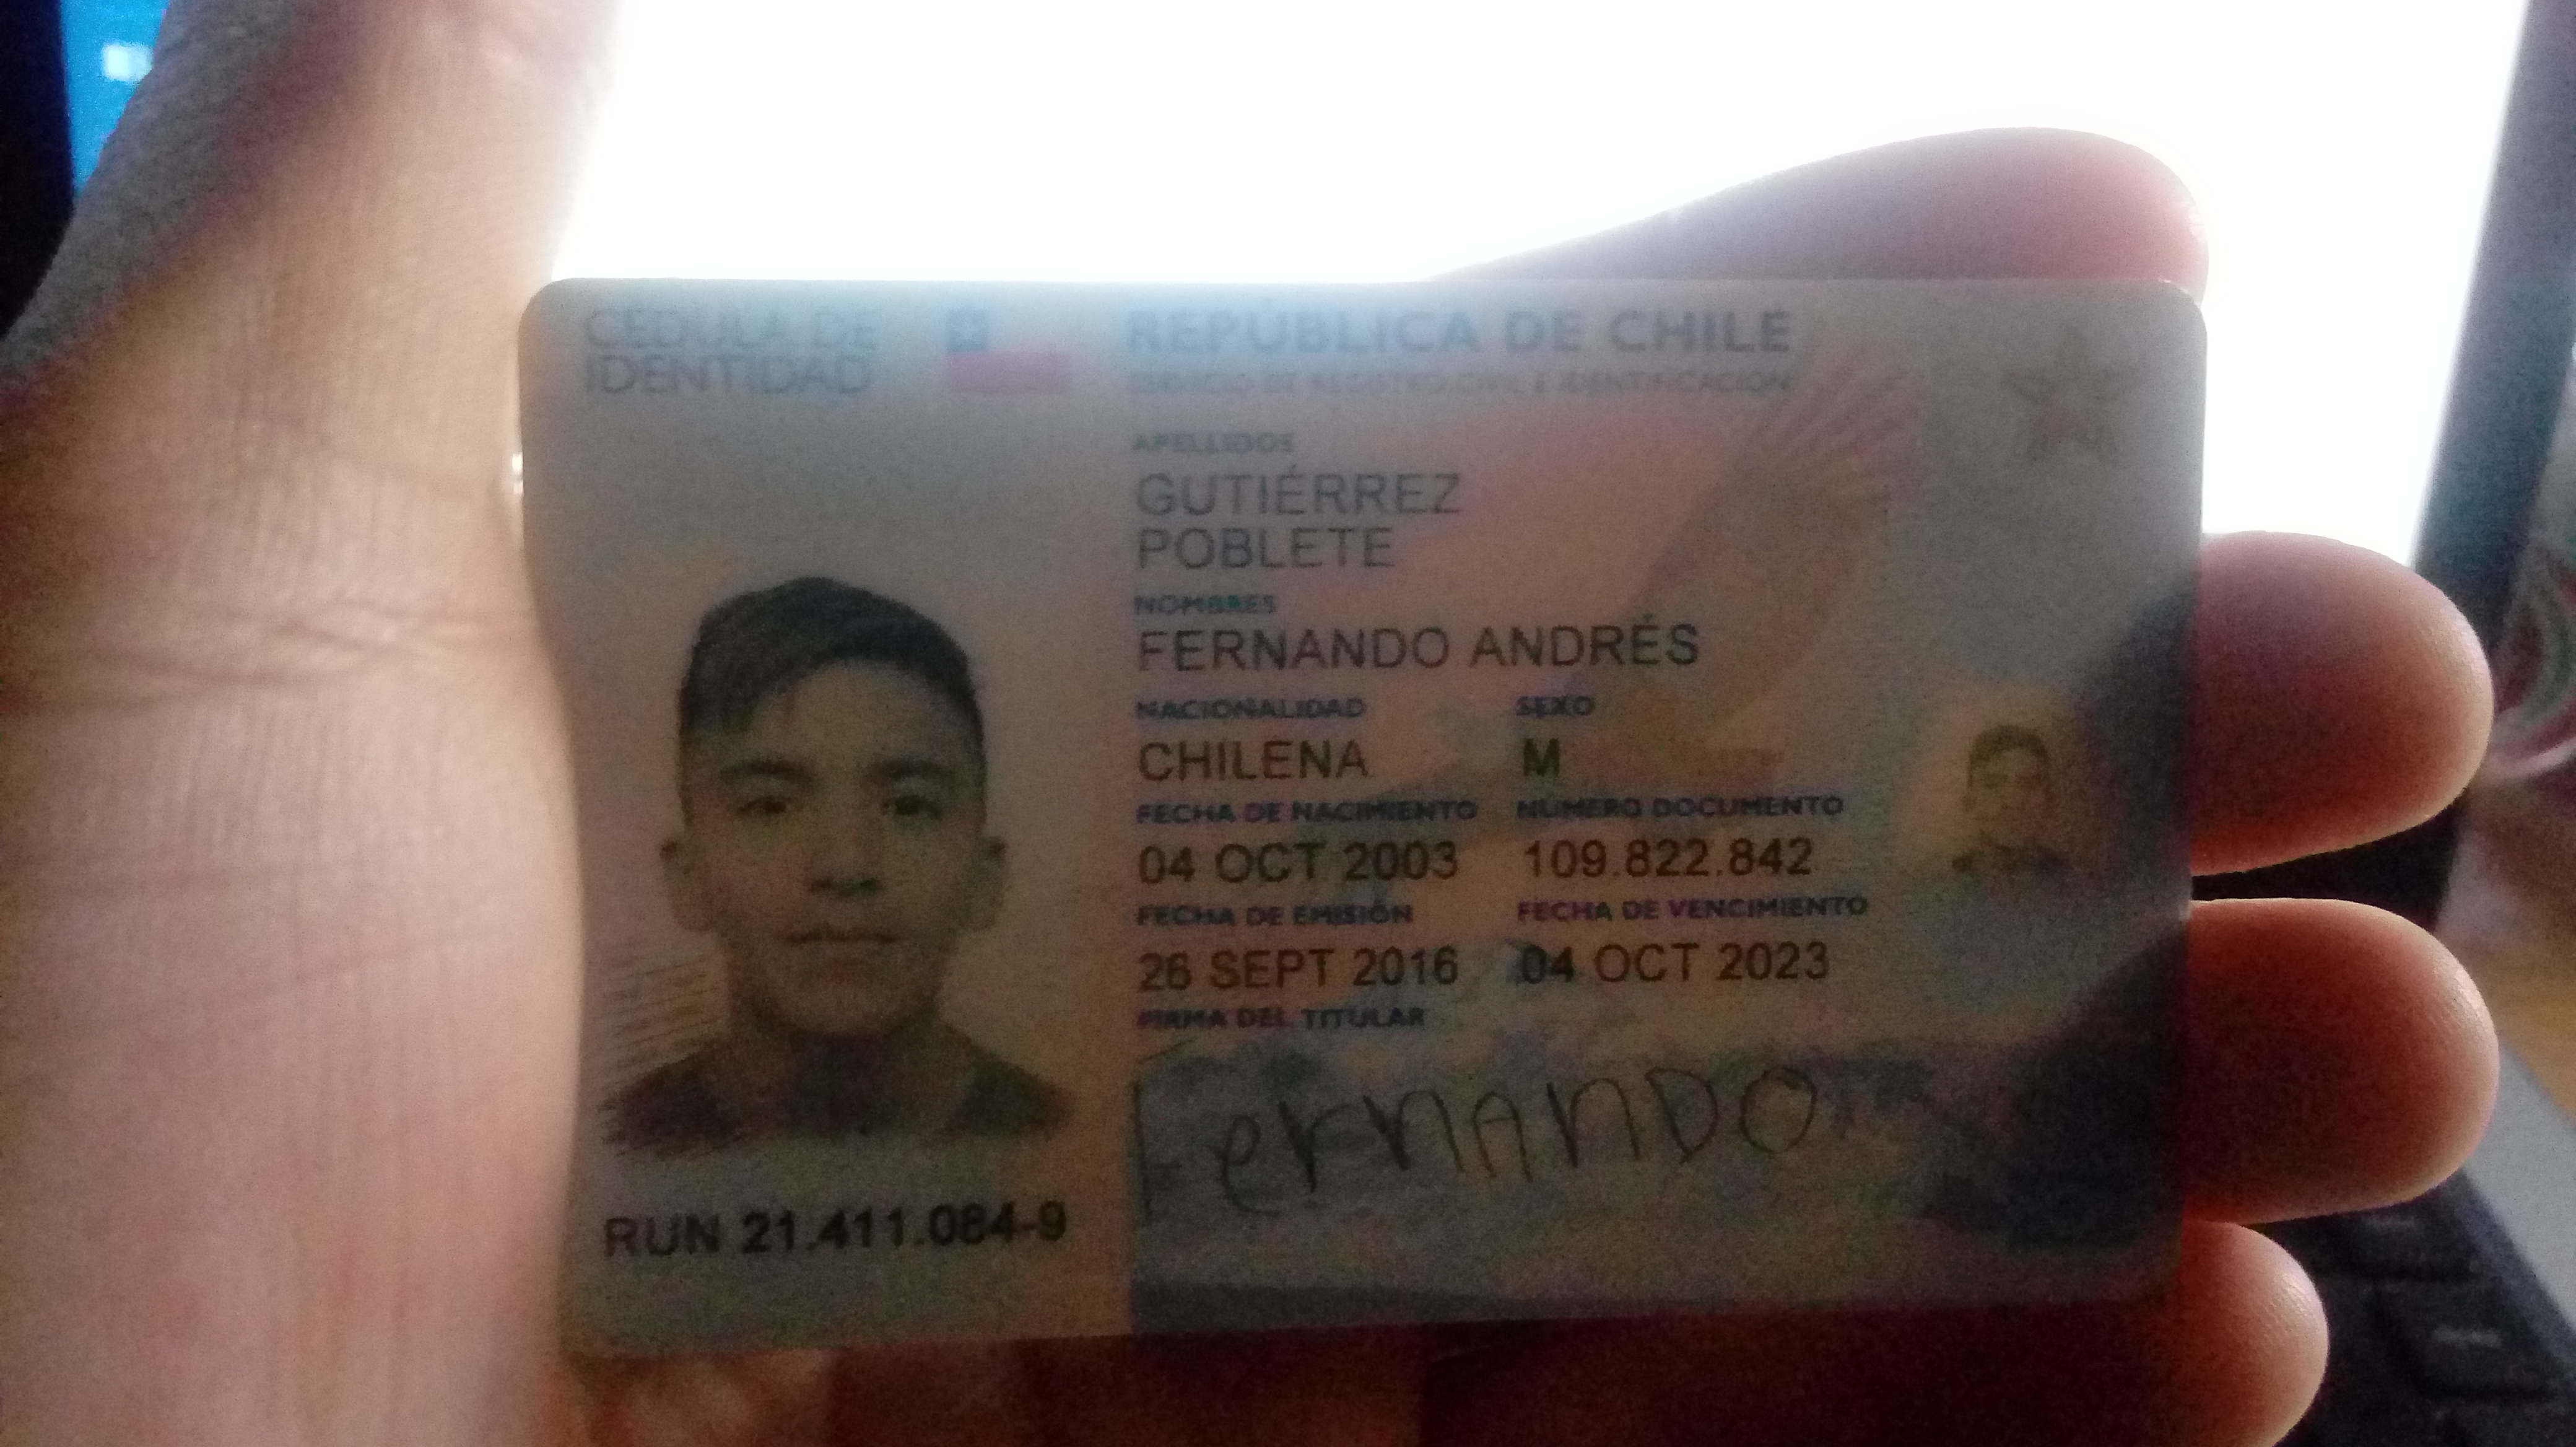 CÉDULA DE
IDENTIDAD
REPÚBLICA DE CHILE
SERVICIO DE REGISTRO CIVIL E IDENTIFICACIÓN
APELLIDOS
GUTIÉRREZ
POBLETE
NOMBRES
FERNANDO ANDRÉS
NACIONALIDAD SEXO
CHILENA M
FECHA DE NACIMIENTO NÚMERO DOCUMENTO
04 OCT 2003 109.822.842
FECHA DE EMISIÓN FECHA DE VENCIMIENTO
26 SEPT 2016 04 OCT 2023
FIRMA DEL TITULAR
FerNANDO
RUN 21.411.084-9